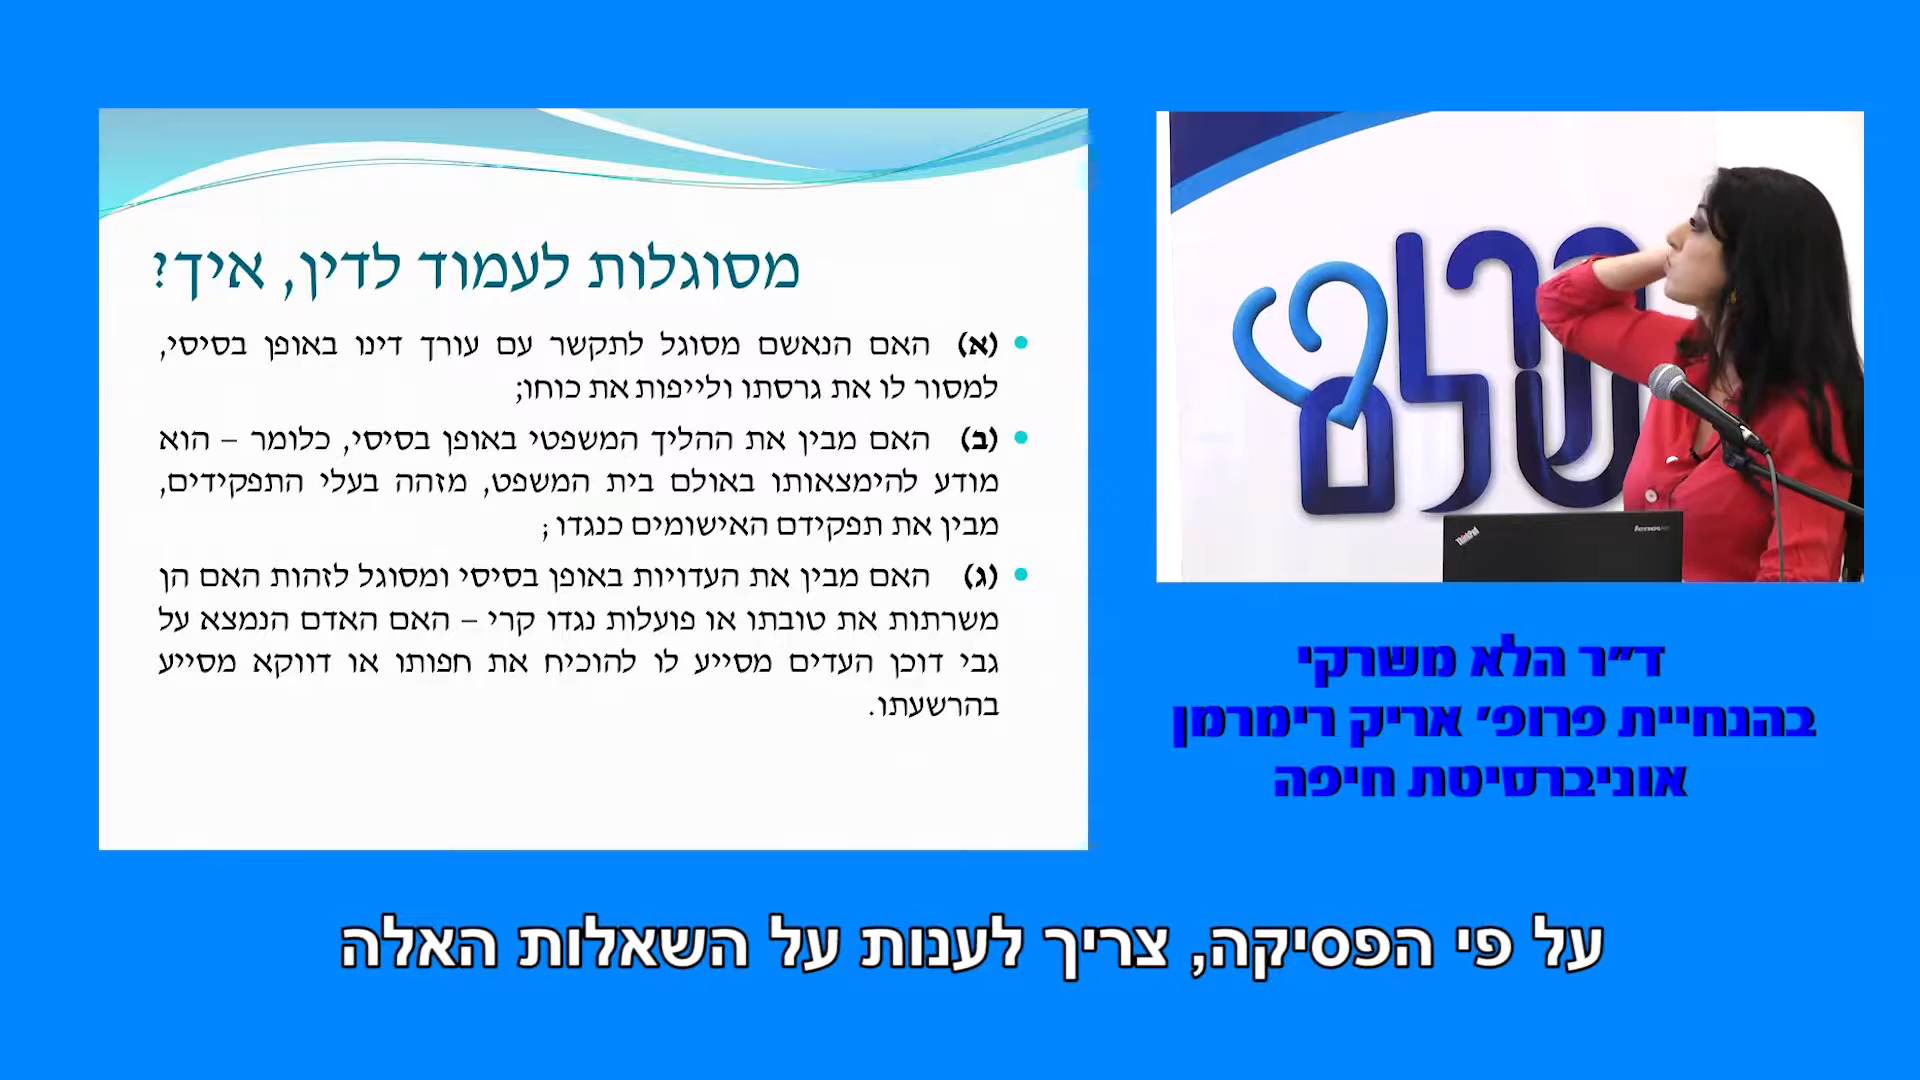 מסוגלות לעמוד לדין, איך?
(א) האם הנאשם מסוגל לתקשר עם עורך דינו באופן בסיסי,
למסור לו את גרסתו ולייפות את כוחו;
(ב) האם מבין את ההליך המשפטי באופן בסיסי, כלומר – הוא
מודע להימצאותו באולם בית המשפט, מזהה בעלי התפקידים,
מבין את תפקידם האישומים כנגדו ;
(ג) האם מבין את העדויות באופן בסיסי ומסוגל לזהות האם הן
משרתות את טובתו או פועלות נגדו קרי – האם האדם הנמצא על
גבי דוכן העדים מסייע לו להוכיח את חפותו או דווקא מסייע
בהרשעתו.
שלם
ThinkPad
lenovo
ד״ר הלא משרקי
בהנחיית פרופ׳ אריק רימרמן
אוניברסיטת חיפה
על פי הפסיקה, צריך לענות על השאלות האלה